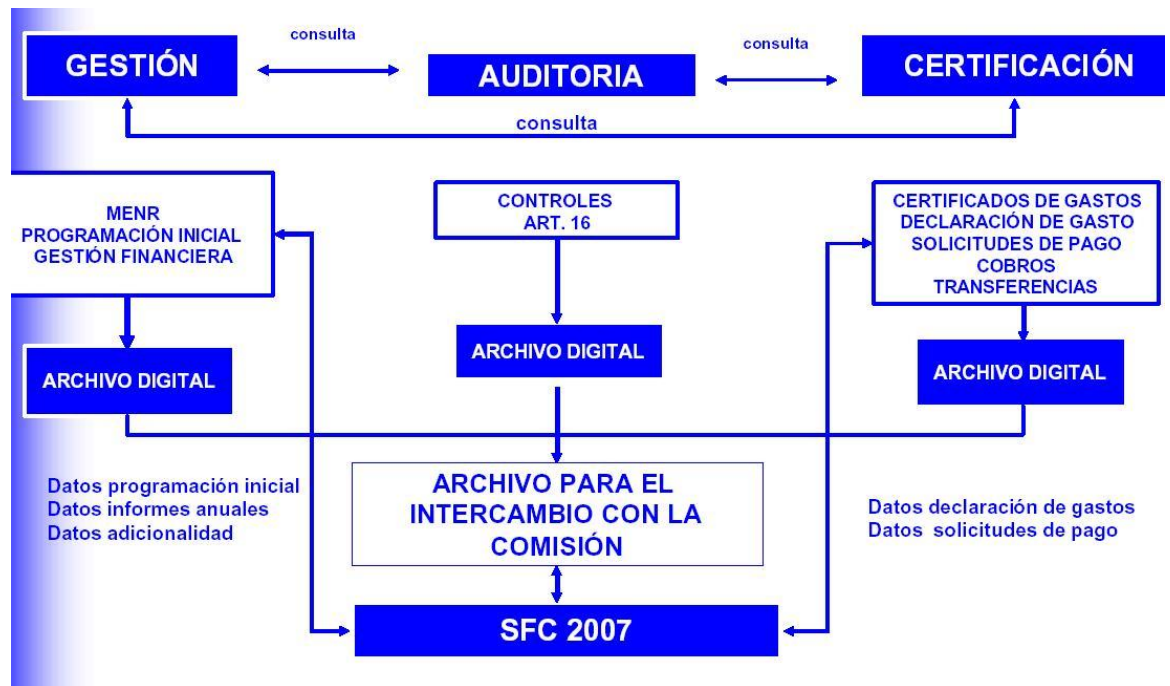 consulta
consulta
GESTIÓN
AUDITORIA
CERTIFICACIÓN
consulta
MENR
PROGRAMACIÓN INICIAL
GESTIÓN FINANCIERA
CONTROLES
ART. 16
CERTIFICADOS DE GASTOS
DECLARACIÓN DE GASTO
SOLICITUDES DE PAGO
COBROS
TRANSFERENCIAS
ARCHIVO DIGITAL
ARCHIVO DIGITAL
ARCHIVO DIGITAL
Datos programación inicial
Datos informes anuales
Datos adicionalidad
ARCHIVO PARA EL
INTERCAMBIO CON LA
COMISIÓN
Datos declaración de gastos
Datos solicitudes de pago
SFC 2007